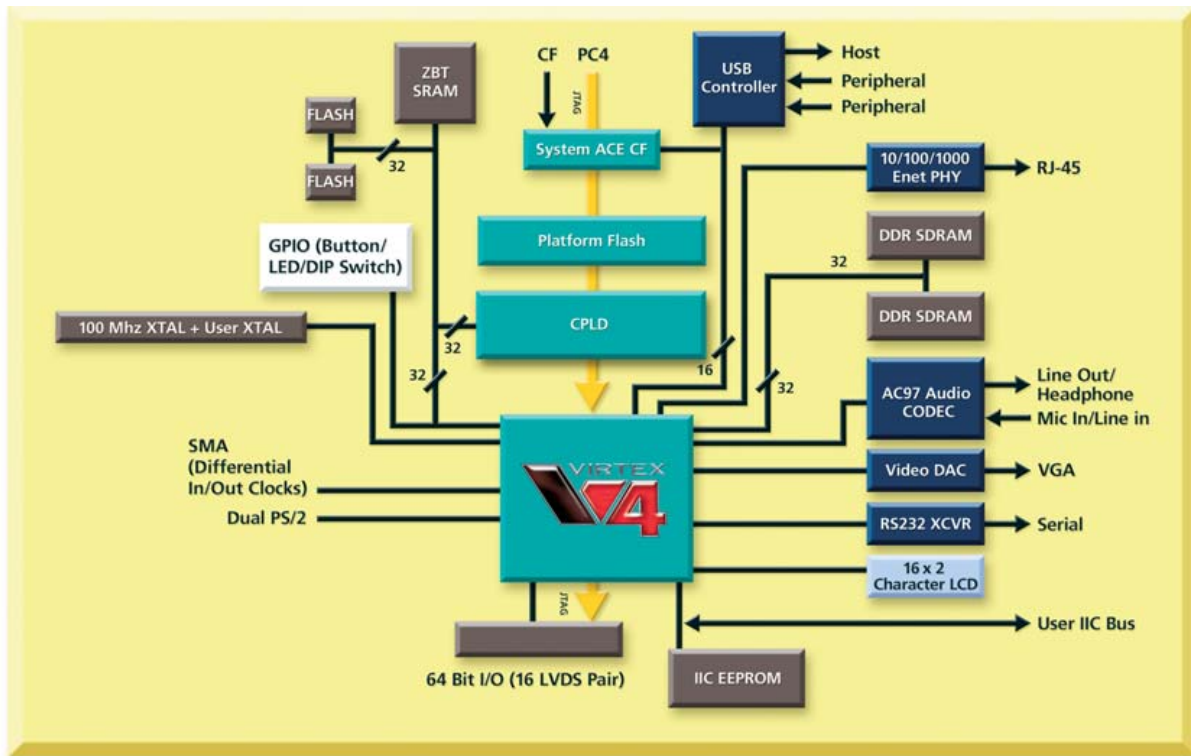 CF PC4
ZBT
SRAM
JTAG
USB
Controller
Host
Peripheral
Peripheral
FLASH
FLASH
32
System ACE CF
10/100/1000
Enet PHY
RJ-45
GPIO (Button/
LED/DIP Switch)
Platform Flash
DDR SDRAM
32
DDR SDRAM
100 Mhz XTAL + User XTAL
CPLD
32
32
16
32
AC97 Audio
CODEC
Line Out/
Headphone
Mic In/Line in
SMA
(Differential
In/Out Clocks)
Dual PS/2
VIRTEX
4
Video DAC
VGA
RS232 XCVR
Serial
16 x 2
Character LCD
JTAG
User IIC Bus
64 Bit I/O (16 LVDS Pair)
IIC EEPROM